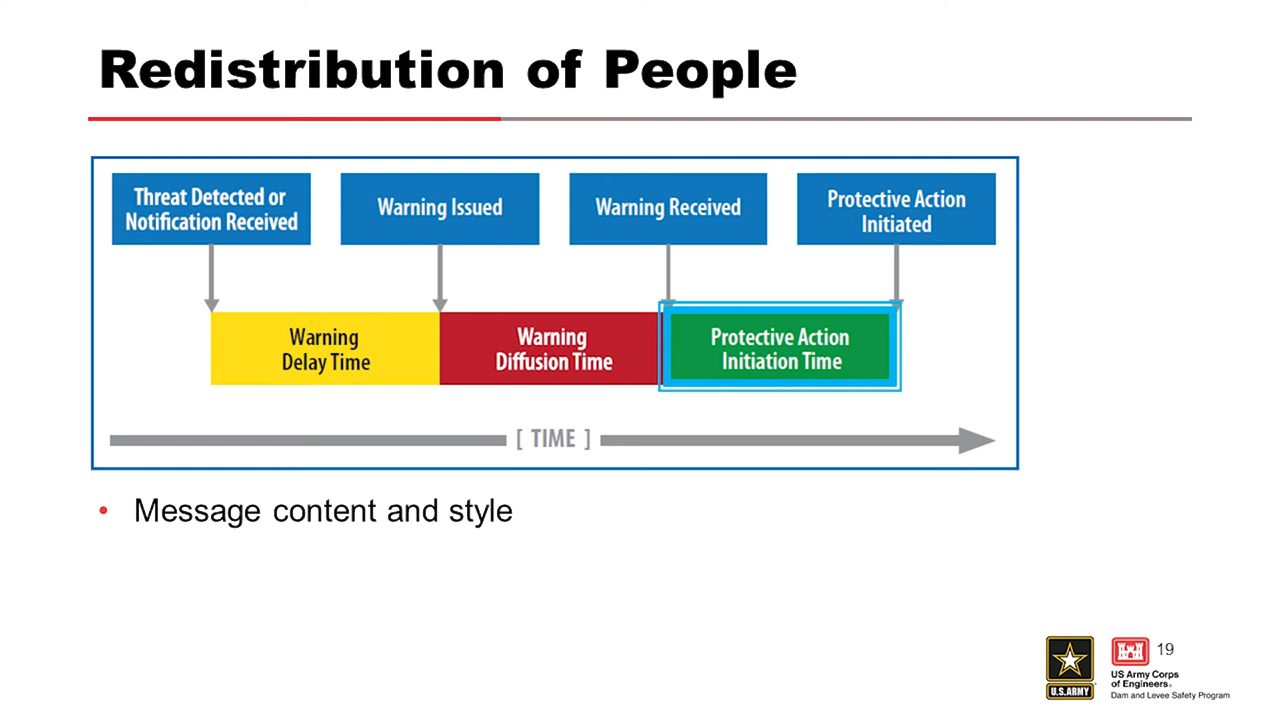 Redistribution of People
Threat Detected or
Notification Received
Warning Issued
Warning Received
Protective Action
Initiated
Warning
Delay Time
Warning
Diffusion Time
Protective Action
Initiation Time
[ TIME ]
• Message content and style
U.S.ARMY
19
US Army Corps
of Engineers®
Dam and Levee Safety Program